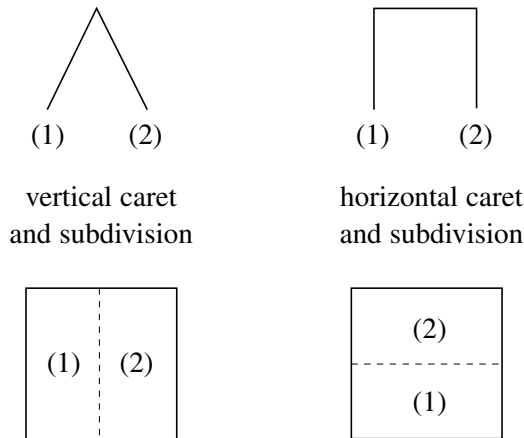 (1) (2) (1) (2)
vertical caret horizontal caret
and subdivision and subdivision
(2)
(1) (2)
(1)